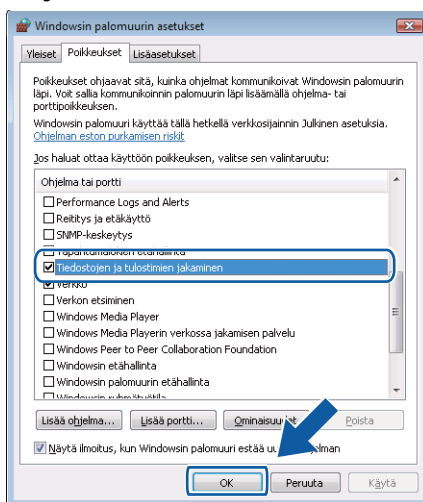 Windowsin palomuurin asetukset
Yleiset Poikkeukset Lisäasetukset
Poikkeukset ohjaavat sitä, kuinka ohjelmat kommunikoivat Windowsin palomuurin
läpi. Voit sallia kommunikoinnin palomuurin läpi lisäämällä ohjelma- tai
porttipoikkeuksen.
Windowsin palomuuri käyttää tällä hetkellä verkkosijainnin Julkinen asetuksia.
Ohjelman eston purkamisen riskit
Jos haluat ottaa käyttöön poikkeuksen, valitse sen valintaruutu:
Ohjelma tai portti
Performance Logs and Alerts
Reititys ja etäkäyttö
SNMP-keskeytys
Tapahtumalokien etähallinta
Tiedostojen ja tulostimien jakaminen
Verkko
Verkon etsiminen
Windows Media Player
Windows Media Playerin verkossa jakamisen palvelu
Windows Peer to Peer Collaboration Foundation
Windowsin etähallinta
Windowsin palomuurin etähallinta
Windowsin ryhmätyötila
Lisää ohjelma... Lisää portti... Ominaisuudet Poista
Näytä ilmoitus, kun Windowsin palomuuri estää
OK Peruuta Käytä